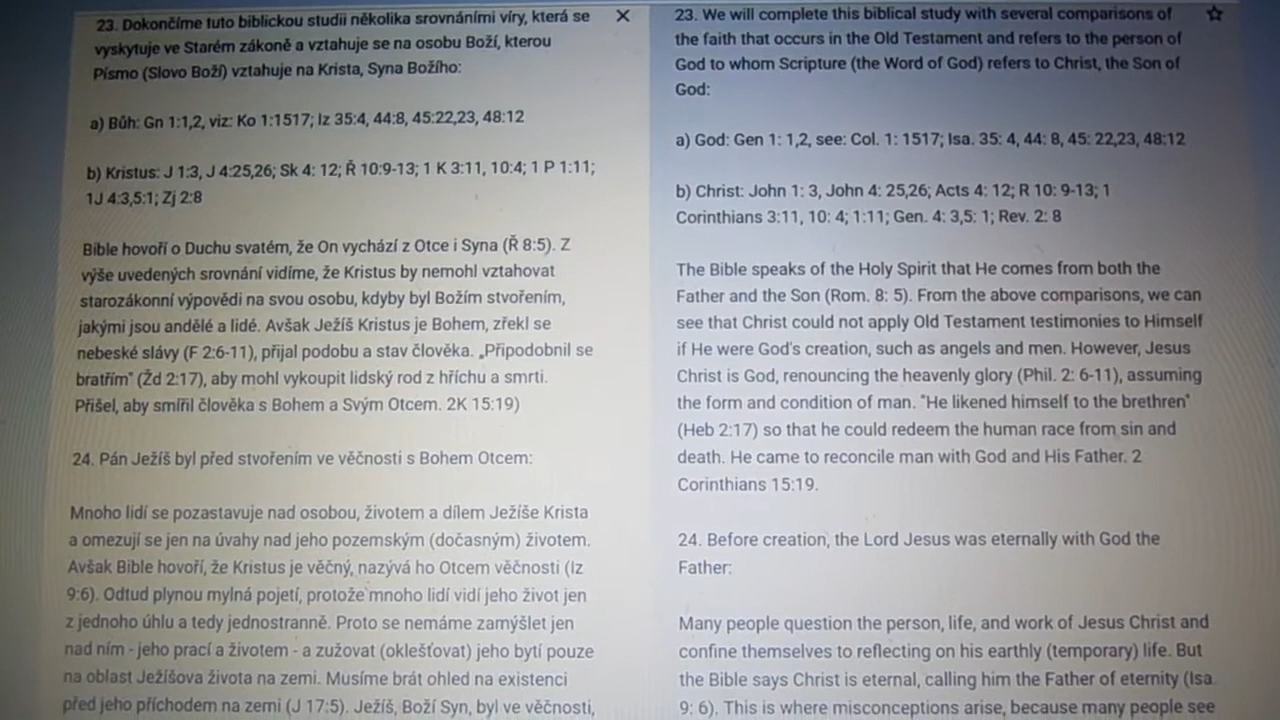 23. Dokončíme tuto biblickou studii několika srovnáními víry, která se
vyskytuje ve Starém zákoně a vztahuje se na osobu Boží, kterou
Písmo (Slovo Boží) vztahuje na Krista, Syna Božího:
a) Bůh: Gn 1:1,2, viz: Ko 1:1517; Iz 35:4, 44:8, 45:22,23, 48:12
b) Kristus: J 1:3, J 4:25,26; Sk 4: 12; Ř 10:9-13; 1 K 3:11, 10:4; 1 P 1:11;
1J 4:3,5:1; Zj 2:8
Bible hovoří o Duchu svatém, že On vychází z Otce i Syna (Ř 8:5). Z
výše uvedených srovnání vidíme, že Kristus by nemohl vztahovat
starozákonní výpovědi na svou osobu, kdyby byl Božím stvořením,
jakými jsou andělé a lidé. Avšak Ježíš Kristus je Bohem, zřekl se
nebeské slávy (F 2:6-11), přijal podobu a stav člověka. „Připodobnil se
bratřím" (Žd 2:17), aby mohl vykoupit lidský rod z hříchu a smrti.
Přišel, aby smířil člověka s Bohem a Svým Otcem. 2K 15:19)
24. Pán Ježíš byl před stvořením ve věčnosti s Bohem Otcem:
Mnoho lidí se pozastavuje nad osobou, životem a dílem Ježíše Krista
a omezují se jen na úvahy nad jeho pozemským (dočasným) životem.
Avšak Bible hovoří, že Kristus je věčný, nazývá ho Otcem věčnosti (Iz
9:6). Odtud plynou mylná pojetí, protože mnoho lidí vidí jeho život jen
z jednoho úhlu a tedy jednostranně. Proto se nemáme zamýšlet jen
nad ním - jeho prací a životem - a zužovat (oklešťovat) jeho bytí pouze
na oblast Ježíšova života na zemi. Musíme brát ohled na existenci
před jeho příchodem na zemi (J 17:5). Ježíš, Boží Syn, byl ve věčnosti,
23. We will complete this biblical study with several comparisons of
the faith that occurs in the Old Testament and refers to the person of
God to whom Scripture (the Word of God) refers to Christ, the Son of
God:
a) God: Gen 1: 1,2, see: Col. 1: 1517; Isa. 35: 4, 44: 8, 45: 22,23, 48:12
b) Christ: John 1: 3, John 4: 25,26; Acts 4: 12; R 10: 9-13; 1
Corinthians 3:11, 10: 4; 1:11; Gen. 4: 3,5: 1; Rev. 2: 8
The Bible speaks of the Holy Spirit that He comes from both the
Father and the Son (Rom. 8: 5). From the above comparisons, we can
see that Christ could not apply Old Testament testimonies to Himself
if He were God's creation, such as angels and men. However, Jesus
Christ is God, renouncing the heavenly glory (Phil. 2: 6-11), assuming
the form and condition of man. "He likened himself to the brethren"
(Heb 2:17) so that he could redeem the human race from sin and
death. He came to reconcile man with God and His Father. 2
Corinthians 15:19.
24. Before creation, the Lord Jesus was eternally with God the
Father:
Many people question the person, life, and work of Jesus Christ and
confine themselves to reflecting on his earthly (temporary) life. But
the Bible says Christ is eternal, calling him the Father of eternity (Isa.
9: 6). This is where misconceptions arise, because many people see